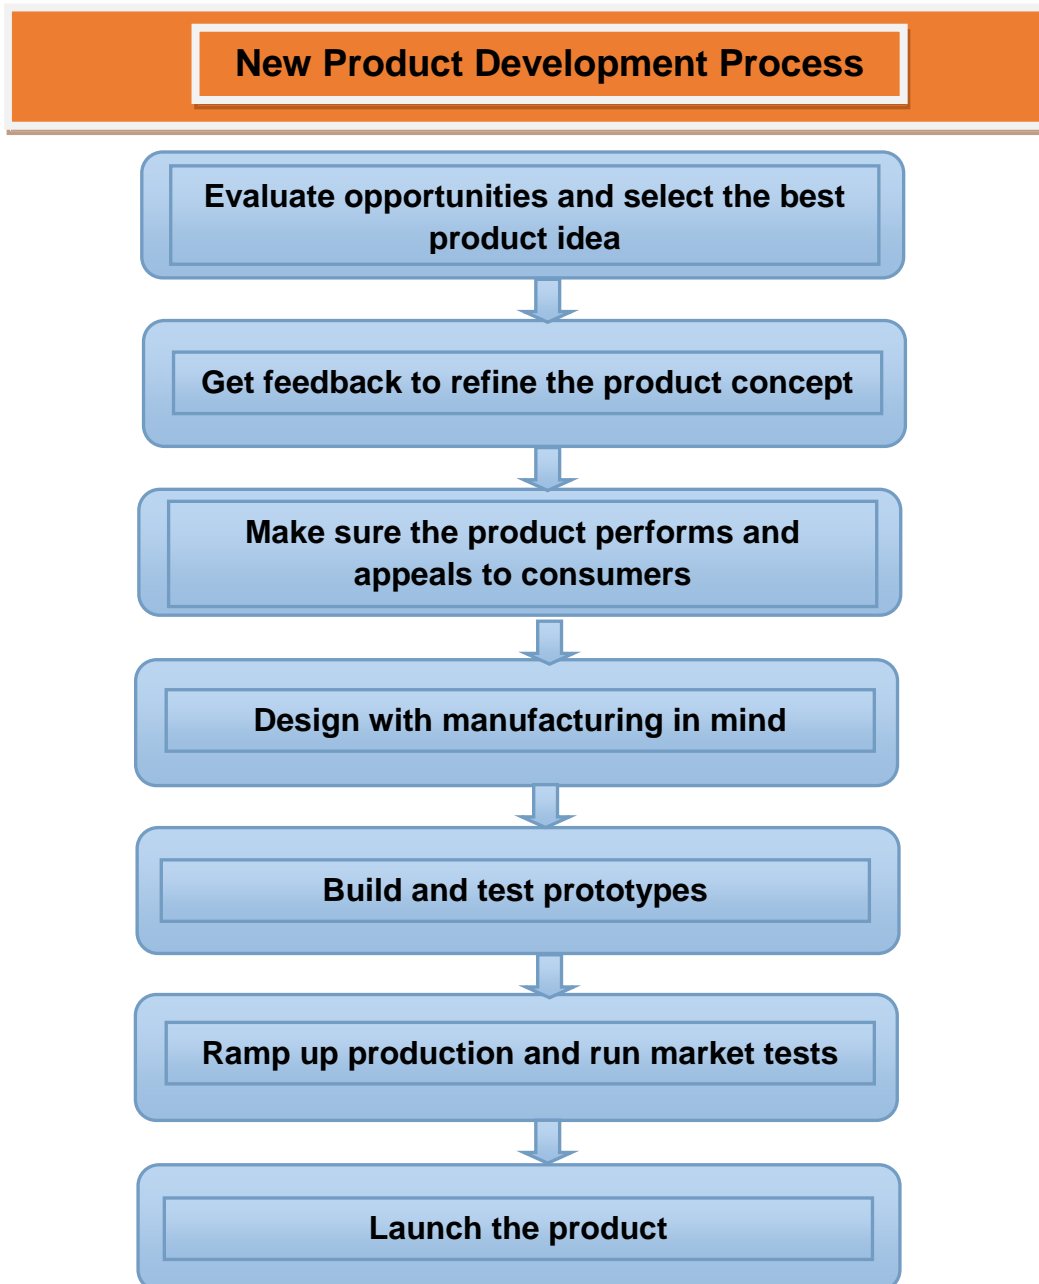 New Product Development Process
Evaluate opportunities and select the best
product idea
Get feedback to refine the product concept
Make sure the product performs and
appeals to consumers
Design with manufacturing in mind
Build and test prototypes
Ramp up production and run market tests
Launch the product